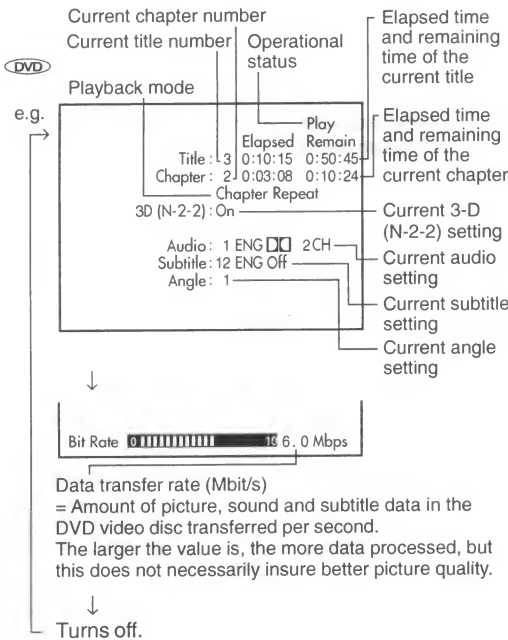 Current chapter number
Current title number
Operational
status
Elapsed time
and remaining
time of the
current title
DVD
Playback mode
e.g.
Play
Elapsed Remain
Title : 3 0:10:15 0:50:45
Chapter : 2 0:03:08 0:10:24
Chapter Repeat
3D (N-2-2) : On
Audio : 1 ENG 2CH
Subtitle : 12 ENG Off
Angle : 1
Elapsed time
and remaining
time of the
current chapter
Current 3-D
(N-2-2) setting
Current audio
setting
Current subtitle
setting
Current angle
setting
Bit Rate 0 10 6.0 Mbps
Data transfer rate (Mbit/s)
= Amount of picture, sound and subtitle data in the
DVD video disc transferred per second.
The larger the value is, the more data processed, but
this does not necessarily insure better picture quality.
Turns off.